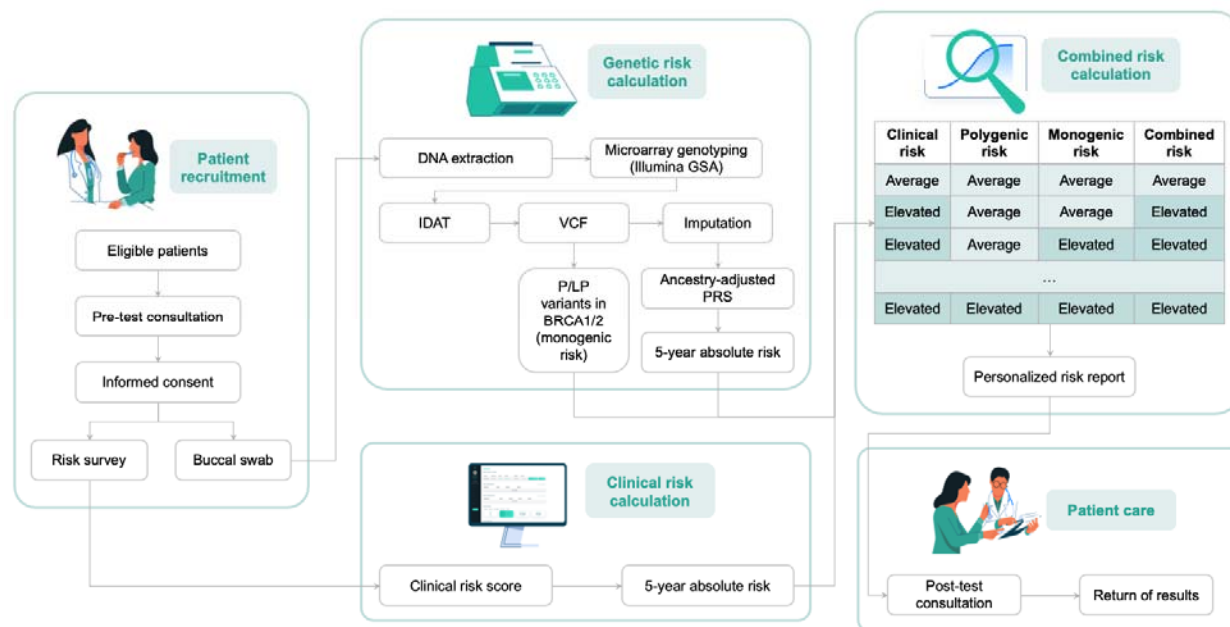 Patient
recruitment
Eligible patients
Pre-test consultation
Informed consent
Risk survey
Buccal swab
Genetic risk
calculation
DNA extraction
Microarray genotyping
(Illumina GSA)
IDAT
VCF
Imputation
P/LP
variants in
BRCA1/2
(monogenic
risk)
Ancestry-adjusted
PRS
5-year absolute risk
Clinical risk
calculation
Clinical risk score
5-year absolute risk
Combined risk
calculation
Clinical
risk
Polygenic
risk
Monogenic
risk
Combined
risk
Average Average Average Average
Elevated Average Average Elevated
Elevated Average Elevated Elevated
...
Elevated Elevated Elevated Elevated
Personalized risk report
Patient care
Post-test
consultation
Return of results